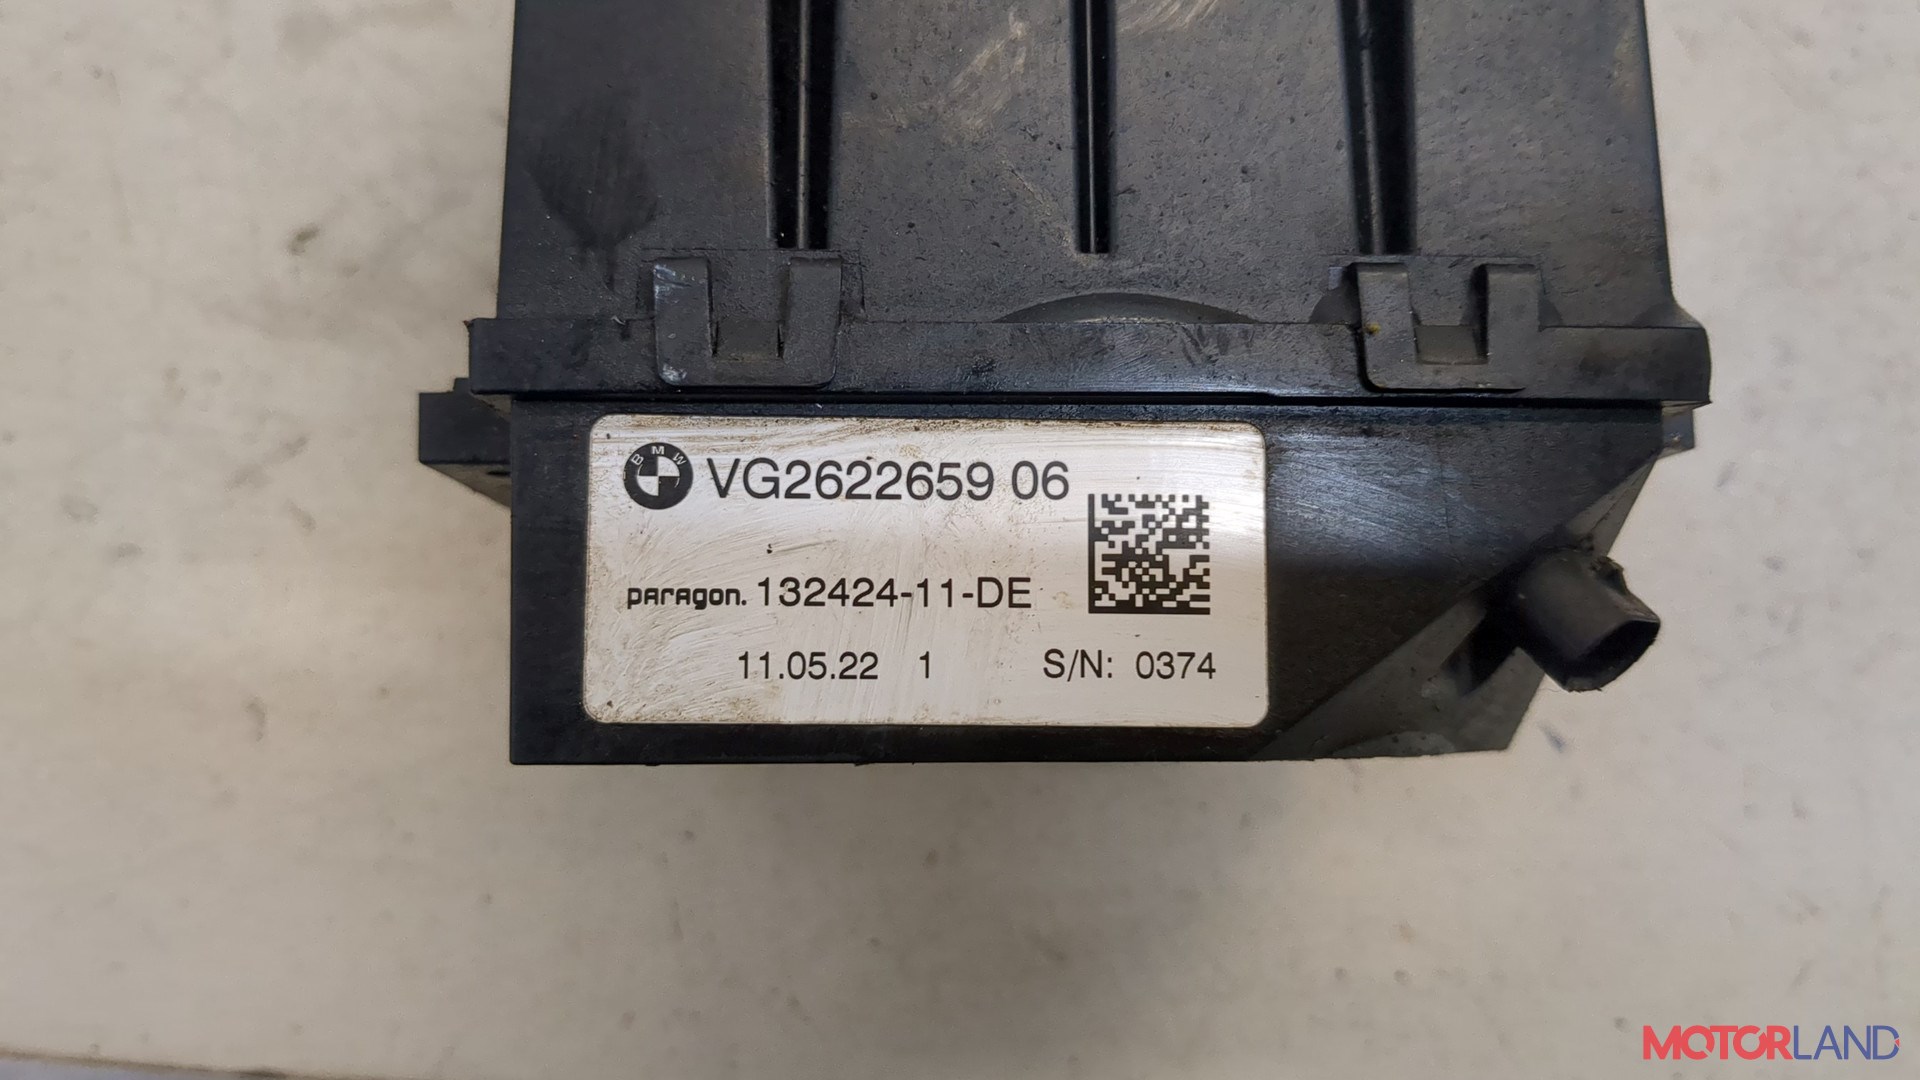 BMW VG2622659 06
paragon. 132424-11-DE
11.05.22 1 S/N: 0374
MOTORLAND